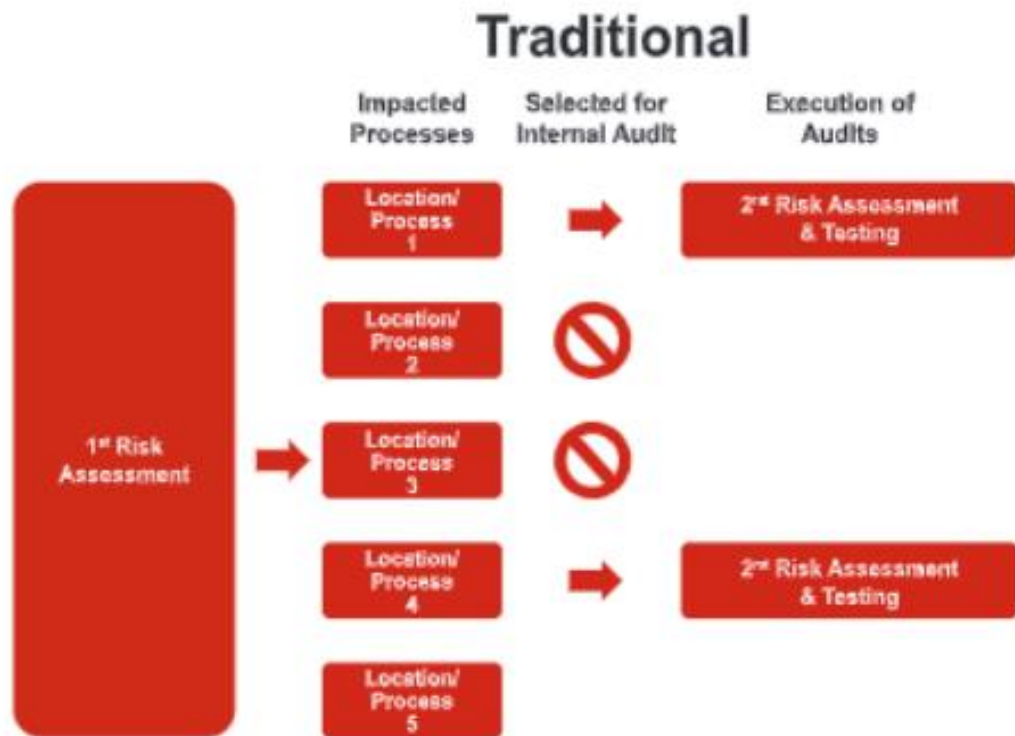 Traditional
Impacted
Processes
Selected for
Internal Audit
Execution of
Audits
1st Risk
Assessment
Location/
Process
1
2nd Risk Assessment
& Testing
Location/
Process
2
Location/
Process
3
Location/
Process
4
2nd Risk Assessment
& Testing
Location/
Process
5